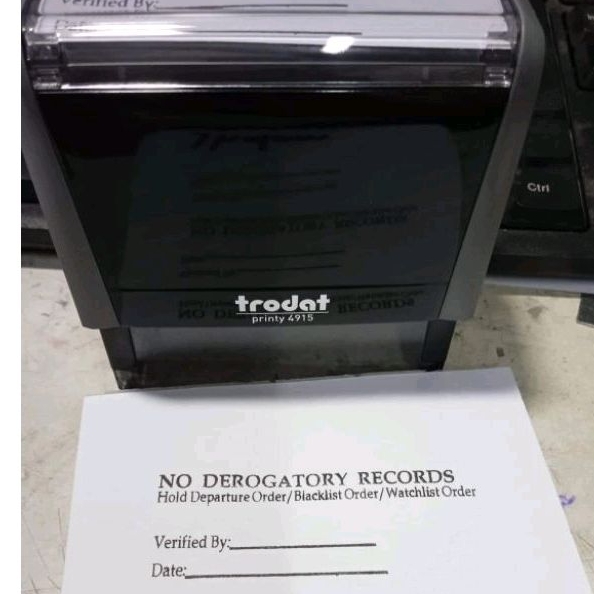 Verified By:
Ctrl
trodat
printy 4915
NO DEROGATORY RECORDS
Hold Departure Order/Blacklist Order/Watchlist Order
Verified By:
Date: